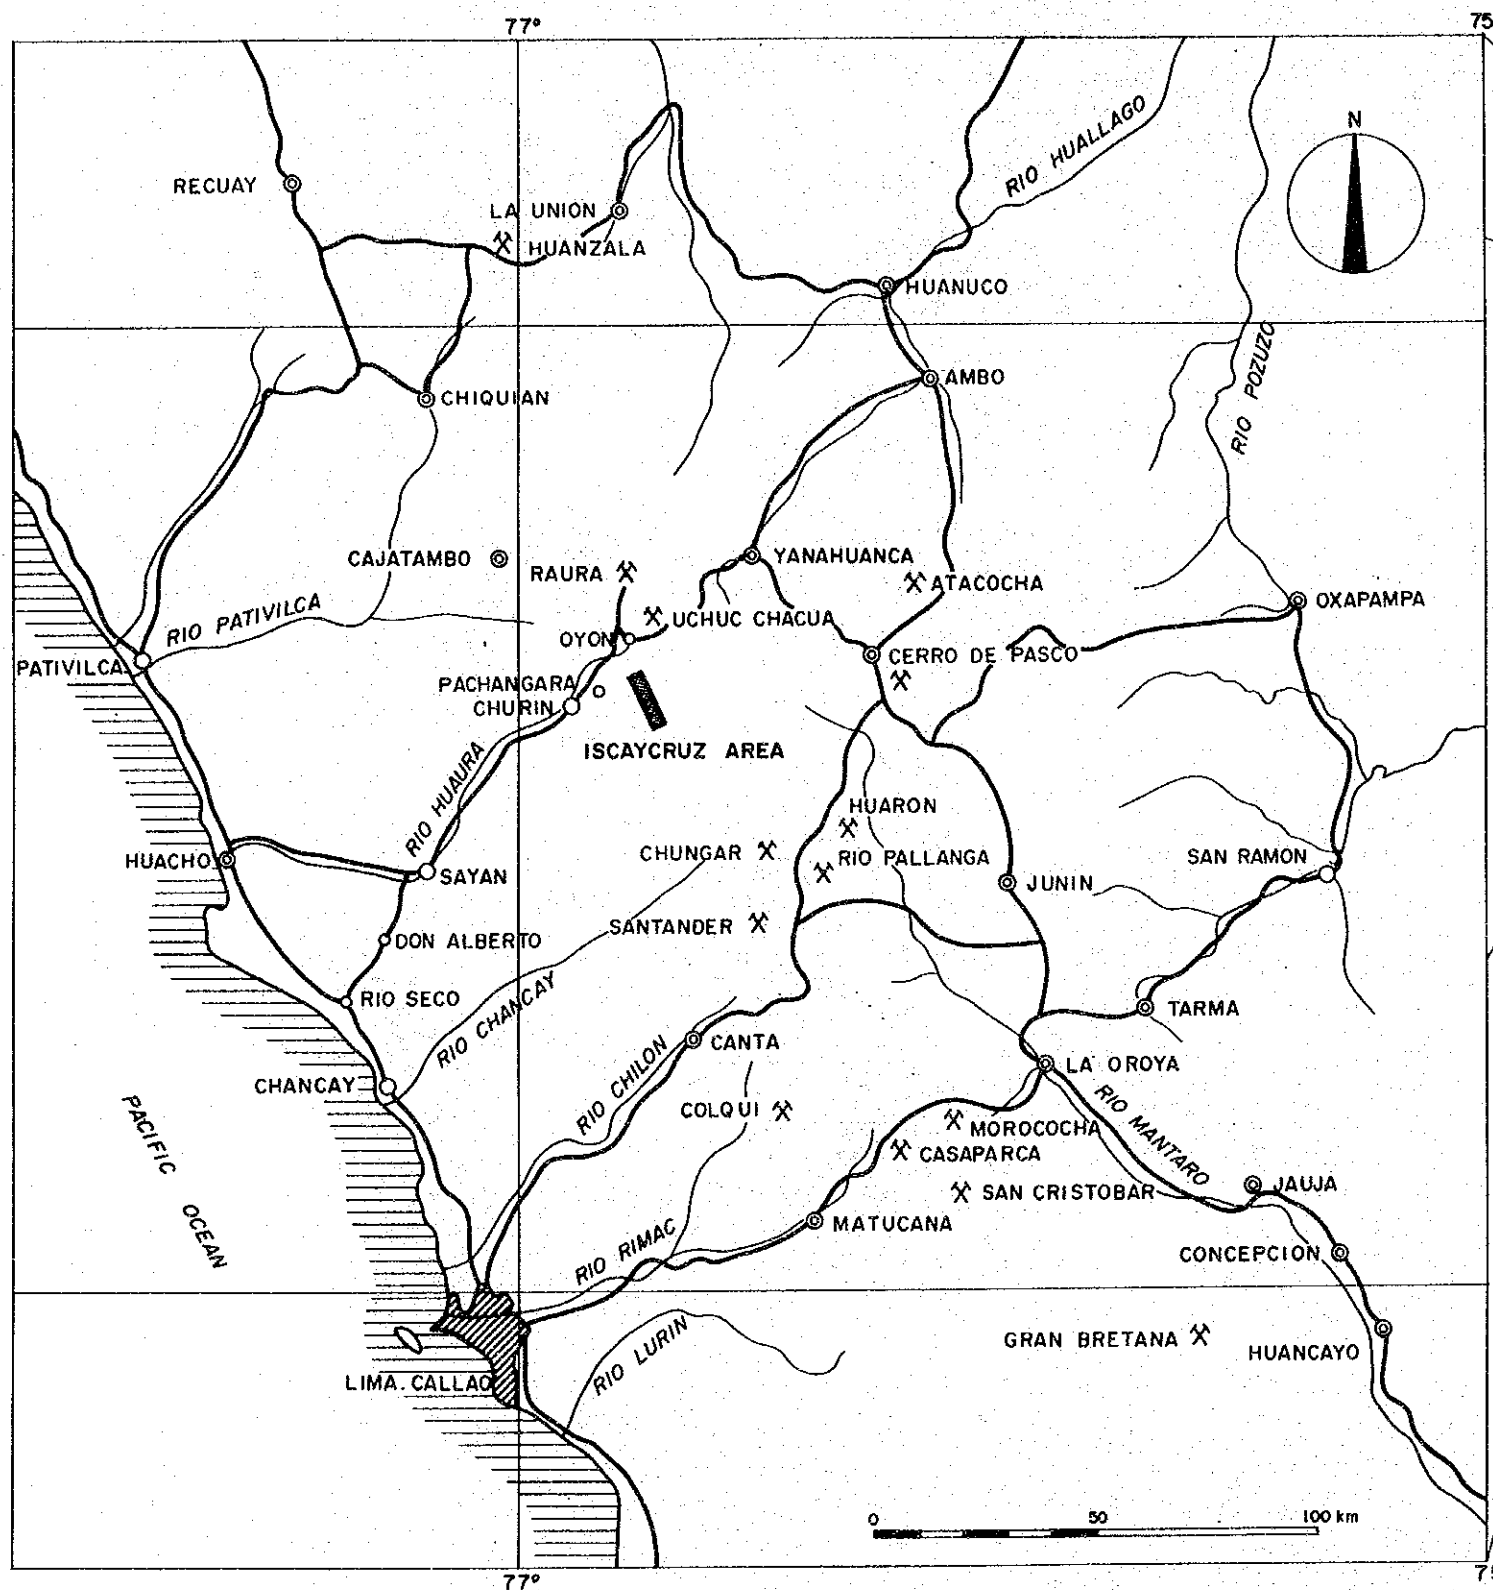 77°
75
N
RIO HUALLAGO
RECUAY
LA UNION
HUANZALA
HUANUCO
RIO POZUZO
AMBO
CHIQUIAN
CAJATAMBO
YANAHUANCA
RAURA
ATACOCHA
OXAPAMPA
RIO PATIVILCA
UCHUC CHACUA
OYON
CERRO DE PASCO
PATIVILCA
PACHANGARA
CHURIN
ISCAYCRUZ AREA
RIO HUAURA
HUARON
CHUNGAR
RIO PALLANGA
SAN RAMON
HUACHO
SAYAN
JUNIN
SANTANDER
DON ALBERTO
RIO SECO
RIO CHANCAY
TARMA
CANTA
LA OROYA
CHANCAY
RIO CHILON
COLQUI
RIO MANTARO
MOROCOCHA
CASAPARCA
PACIFIC OCEAN
SAN CRISTOBAR
JAUJA
MATUCANA
RIO RIMAC
CONCEPCION
GRAN BRETANA
HUANCAYO
RIO LURIN
LIMA. CALLAO
0 50 100 km
77°